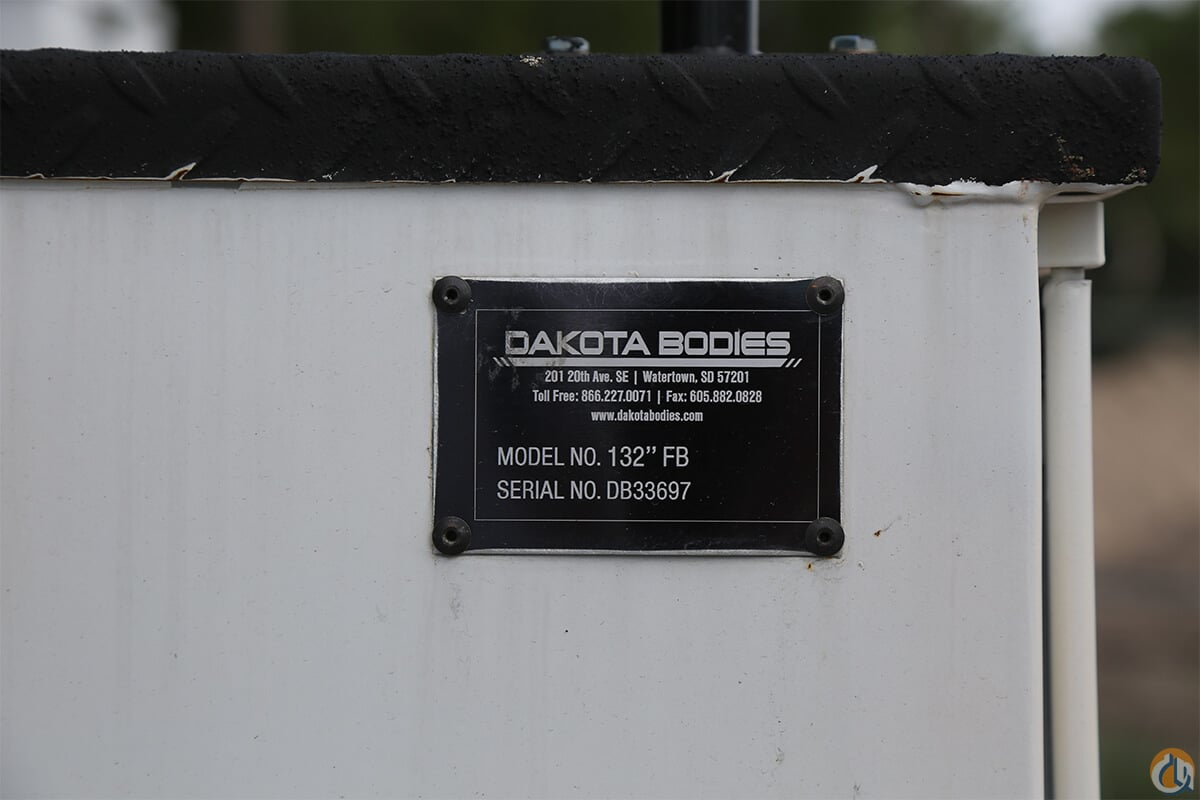 DAKOTA BODIES
201 20th Ave. SE | Watertown, SD 57201
Toll Free: 866.227.0071 | Fax: 605.882.0828
www.dakotabodies.com
MODEL NO. 132” FB
SERIAL NO. DB33697